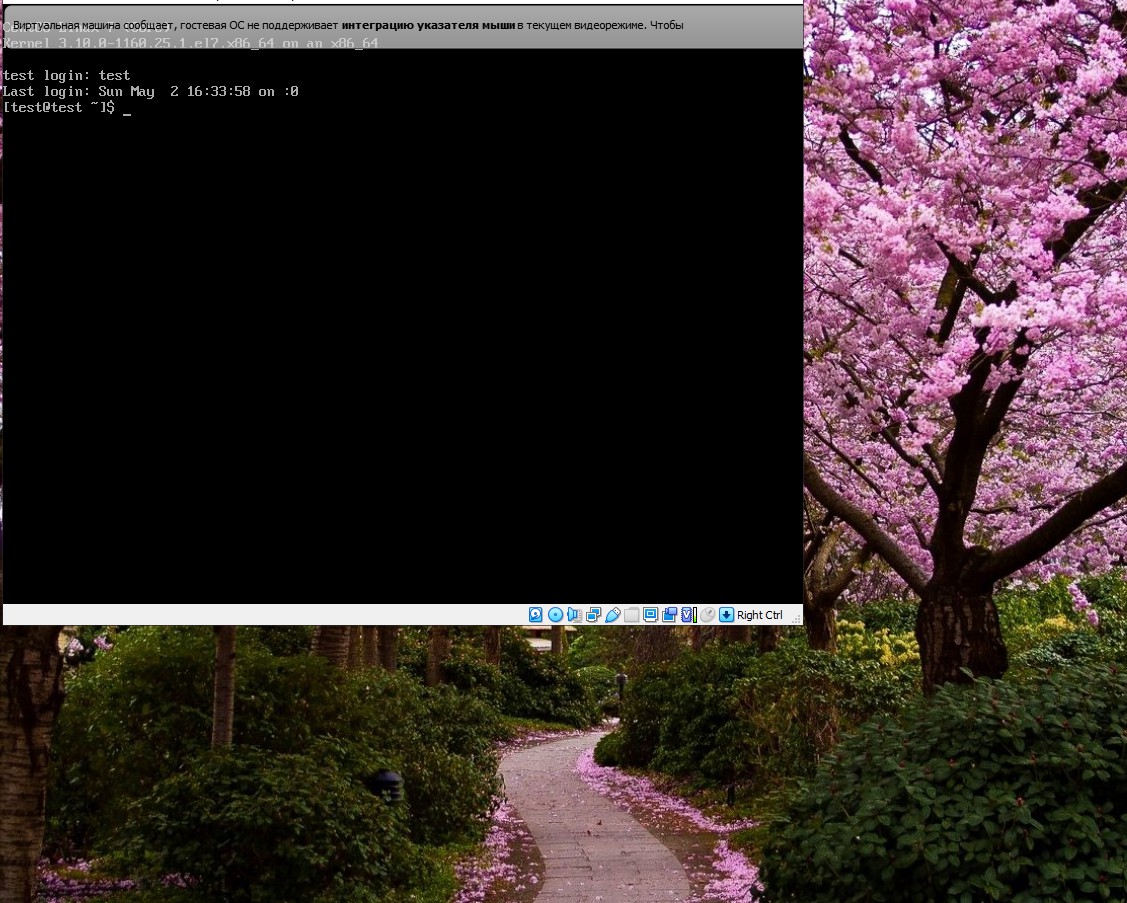 Виртуальная машина сообщает, гостевая ОС не поддерживает интеграцию указателя мыши в текущем видеорежиме. Чтобы
Kernel 3.10.0-1160.25.1.el7.x86_64 on an x86_64
test login: test
Last login: Sun May  2 16:33:58 on :0
[test@test ~]$ _
Right Ctrl